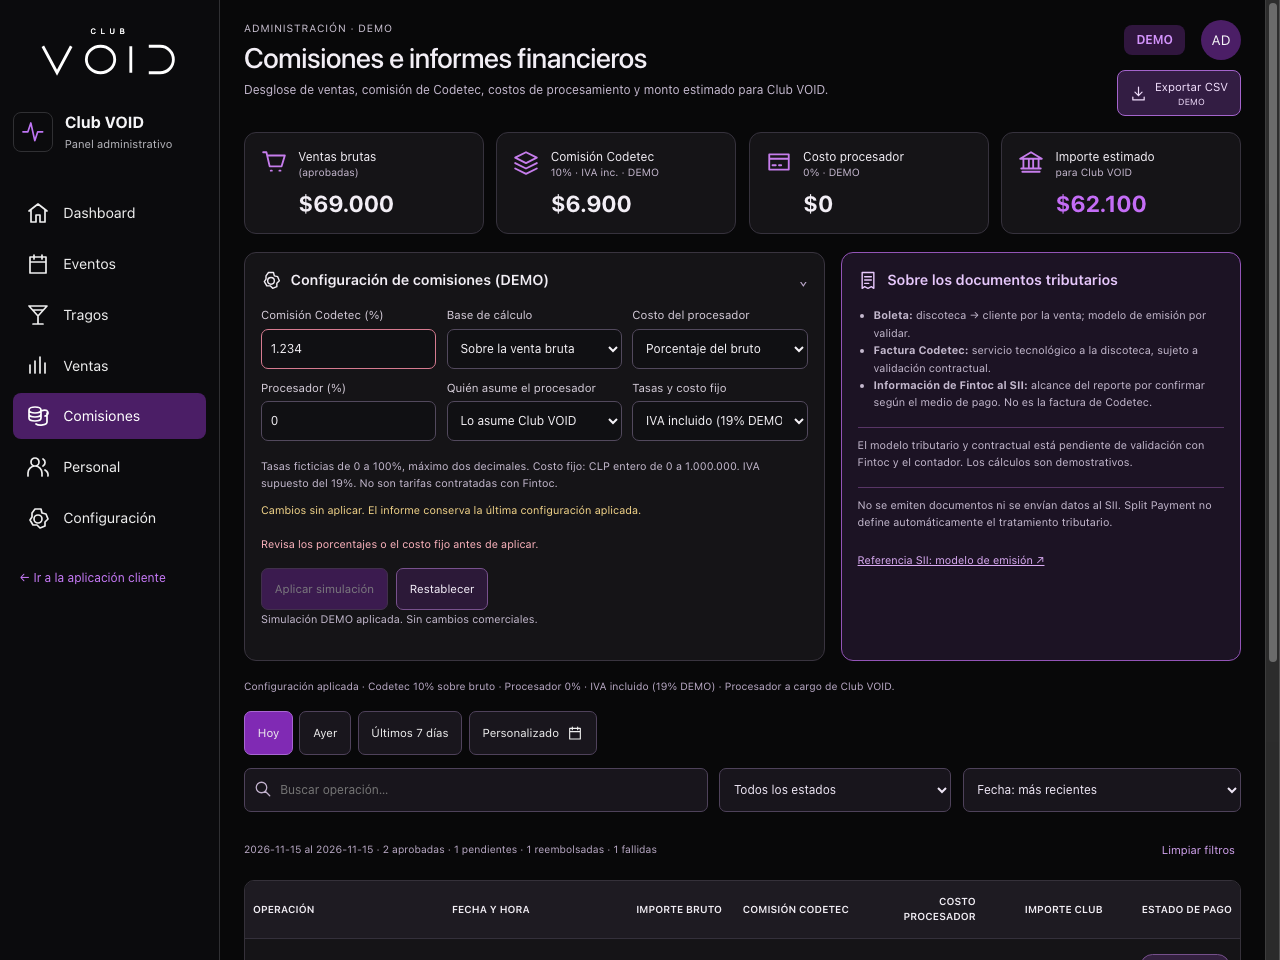 CLUB
VOID
Club VOID
Panel administrativo
Dashboard
Eventos
Tragos
Ventas
Comisiones
Personal
Configuración
← Ir a la aplicación cliente
ADMINISTRACIÓN · DEMO
Comisiones e informes financieros
Desglose de ventas, comisión de Codetec, costos de procesamiento y monto estimado para Club VOID.
DEMO
AD
Exportar CSV
DEMO
Ventas brutas
(aprobadas)
$69.000
Comisión Codetec
10% · IVA inc. · DEMO
$6.900
Costo procesador
0% · DEMO
$0
Importe estimado
para Club VOID
$62.100
Configuración de comisiones (DEMO)
Comisión Codetec (%)
Base de cálculo
Costo del procesador
1.234
Sobre la venta bruta
Porcentaje del bruto
Procesador (%)
Quién asume el procesador
Tasas y costo fijo
0
Lo asume Club VOID
IVA incluido (19% DEMO
Tasas ficticias de 0 a 100%, máximo dos decimales. Costo fijo: CLP entero de 0 a 1.000.000. IVA
supuesto del 19%. No son tarifas contratadas con Fintoc.
Cambios sin aplicar. El informe conserva la última configuración aplicada.
Revisa los porcentajes o el costo fijo antes de aplicar.
Aplicar simulación
Restablecer
Simulación DEMO aplicada. Sin cambios comerciales.
Sobre los documentos tributarios
• Boleta: discoteca → cliente por la venta; modelo de emisión por
validar.
• Factura Codetec: servicio tecnológico a la discoteca, sujeto a
validación contractual.
• Información de Fintoc al SII: alcance del reporte por confirmar
según el medio de pago. No es la factura de Codetec.
El modelo tributario y contractual está pendiente de validación con
Fintoc y el contador. Los cálculos son demostrativos.
No se emiten documentos ni se envían datos al SII. Split Payment no
define automáticamente el tratamiento tributario.
Referencia SII: modelo de emisión ↗
Configuración aplicada · Codetec 10% sobre bruto · Procesador 0% · IVA incluido (19% DEMO) · Procesador a cargo de Club VOID.
Hoy
Ayer
Últimos 7 días
Personalizado
Buscar operación...
Todos los estados
Fecha: más recientes
2026-11-15 al 2026-11-15 · 2 aprobadas · 1 pendientes · 1 reembolsadas · 1 fallidas
Limpiar filtros
OPERACIÓN
FECHA Y HORA
IMPORTE BRUTO
COMISIÓN CODETEC
COSTO
PROCESADOR
IMPORTE CLUB
ESTADO DE PAGO